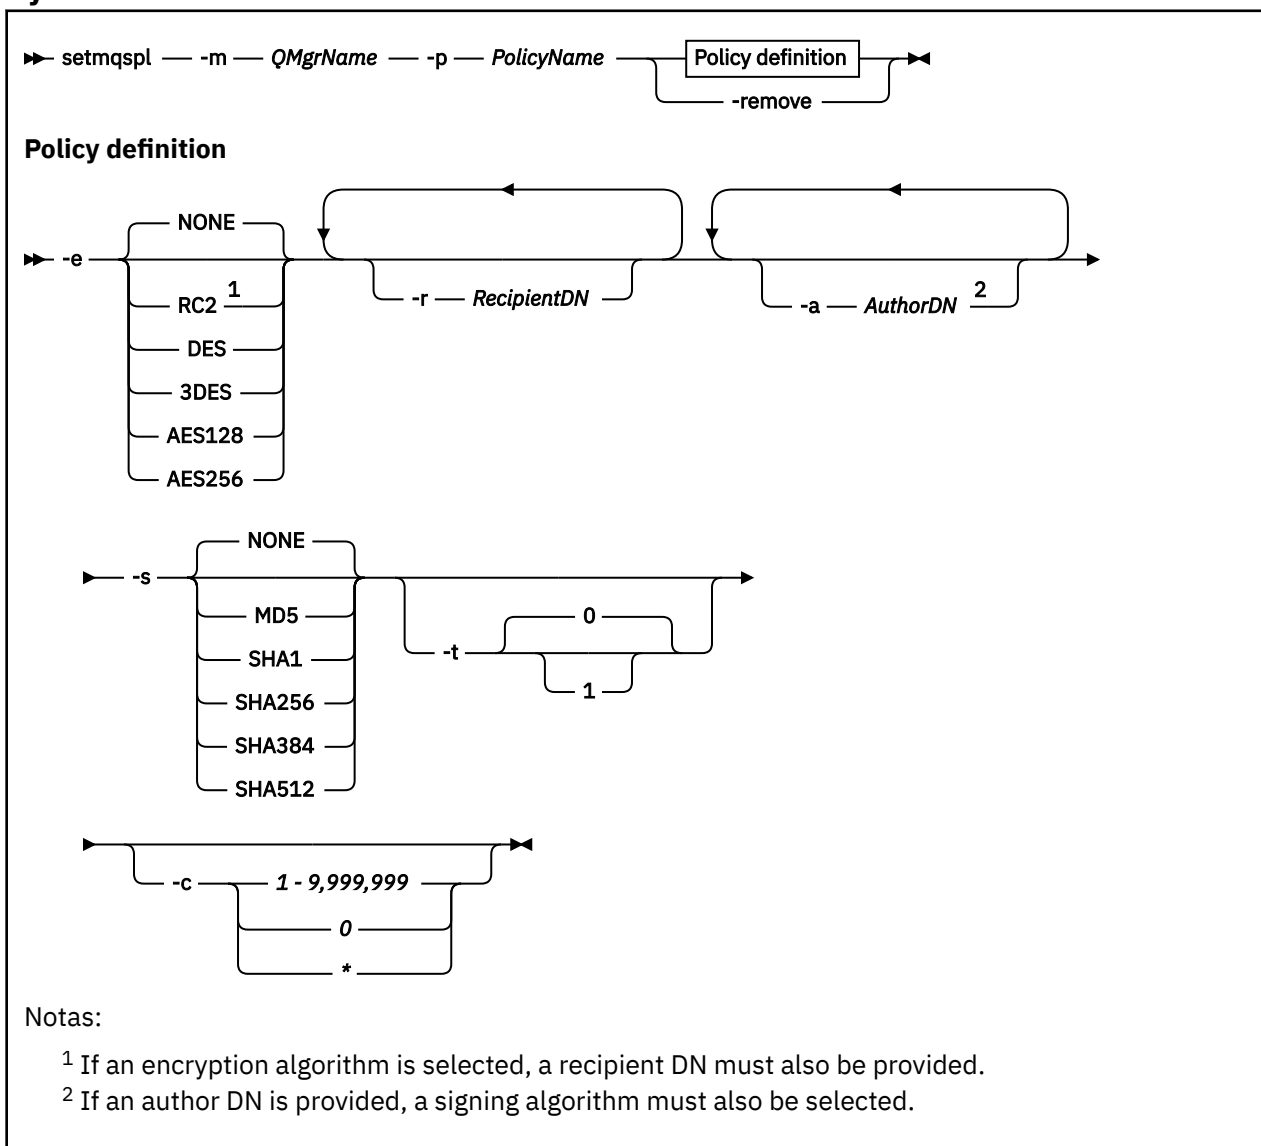 setmqspl -m QMgrName -p PolicyName Policy definition
-remove
Policy definition
NONE
-e
RC2 1
-r RecipientDN
-a AuthorDN 2
DES
3DES
AES128
AES256
NONE
-s
MD5
0
SHA1
-t
SHA256
1
SHA384
SHA512
-c 1 - 9,999,999
0
*
Notas:
1 If an encryption algorithm is selected, a recipient DN must also be provided.
2 If an author DN is provided, a signing algorithm must also be selected.